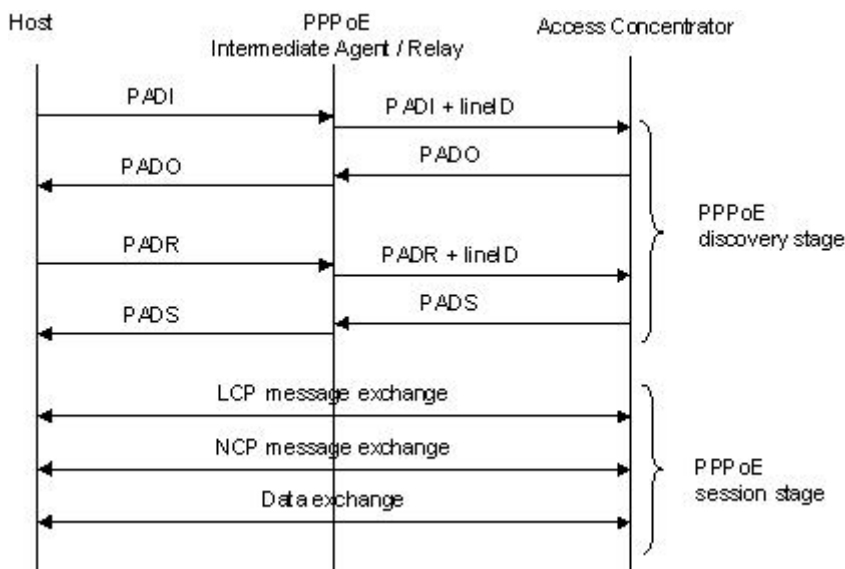 Host
PPPoE
Intermediate Agent / Relay
Access Concentrator
PADI
PADI + lineID
PADO
PADO
PADR
PADR + lineID
PADS
PADS
PPPoE
discovery stage
LCP message exchange
NCP message exchange
Data exchange
PPPoE
session stage